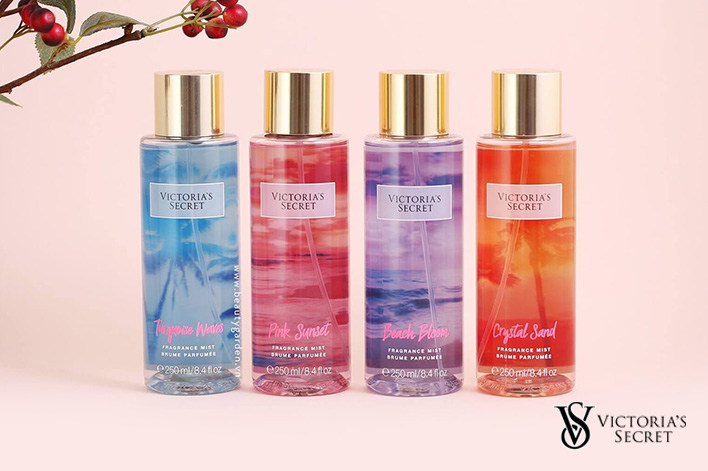 VICTORIA'S
SECRET
Turquoise Waves
FRAGRANCE MIST
BRUME PARFUMÉE
℮ 250 ml/8.4 fl oz
www.beautygarden.vn
VICTORIA'S
SECRET
Pink Sunset
FRAGRANCE MIST
BRUME PARFUMÉE
℮ 250 ml/8.4 fl oz
VICTORIA'S
SECRET
Beach Bloom
FRAGRANCE MIST
BRUME PARFUMÉE
℮ 250 ml/8.4 fl oz
VICTORIA'S
SECRET
Crystal Sand
FRAGRANCE MIST
BRUME PARFUMÉE
℮ 250 ml/8.4 fl oz
VS VICTORIA'S
SECRET